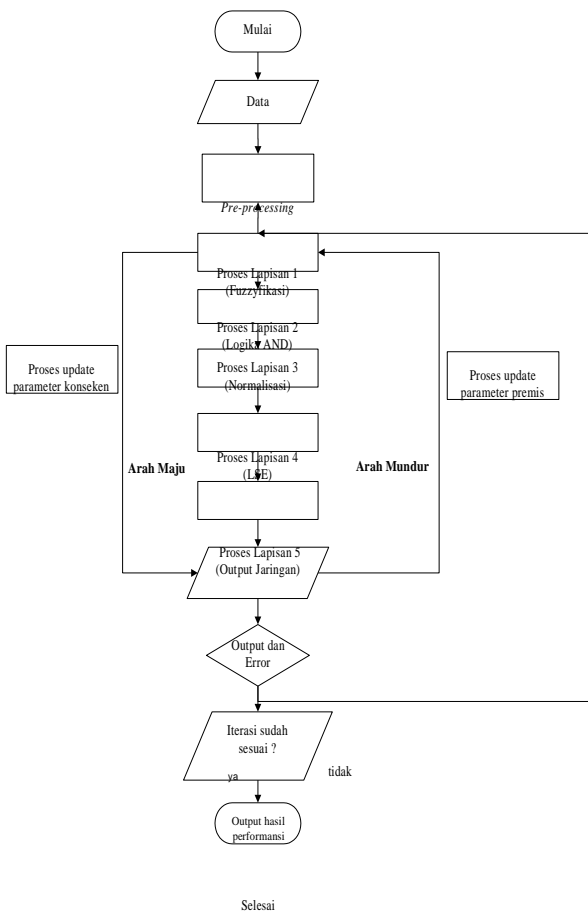 Mulai
Data
Pre-processing
Proses Lapisan 1
(Fuzzyfikasi)
Proses Lapisan 2
(Logika AND)
Proses Lapisan 3
(Normalisasi)
Proses update
parameter konseken
Proses update
parameter premis
Proses Lapisan 4
(LSE)
Arah Maju
Arah Mundur
Proses Lapisan 5
(Output Jaringan)
Output dan
Error
Iterasi sudah
sesuai ?
ya
tidak
Output hasil
performansi
Selesai